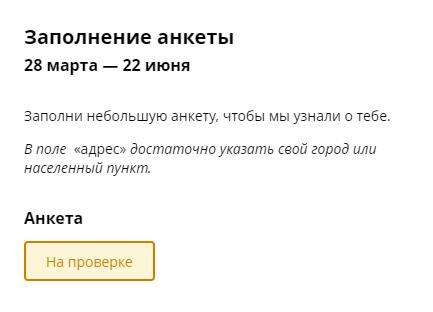 Заполнение анкеты
28 марта — 22 июня
Заполни небольшую анкету, чтобы мы узнали о тебе.
В поле «адрес» достаточно указать свой город или
населенный пункт.
Анкета
На проверке